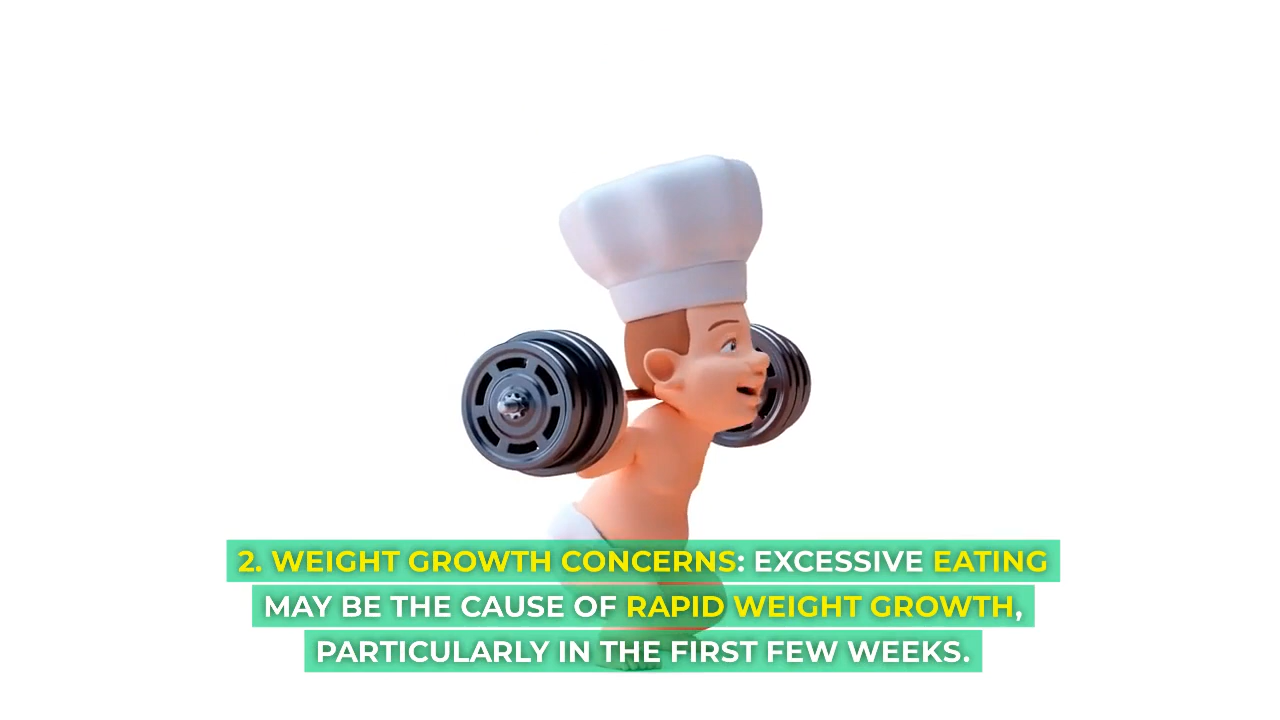 2. WEIGHT GROWTH CONCERNS: EXCESSIVE EATING
MAY BE THE CAUSE OF RAPID WEIGHT GROWTH,
PARTICULARLY IN THE FIRST FEW WEEKS.